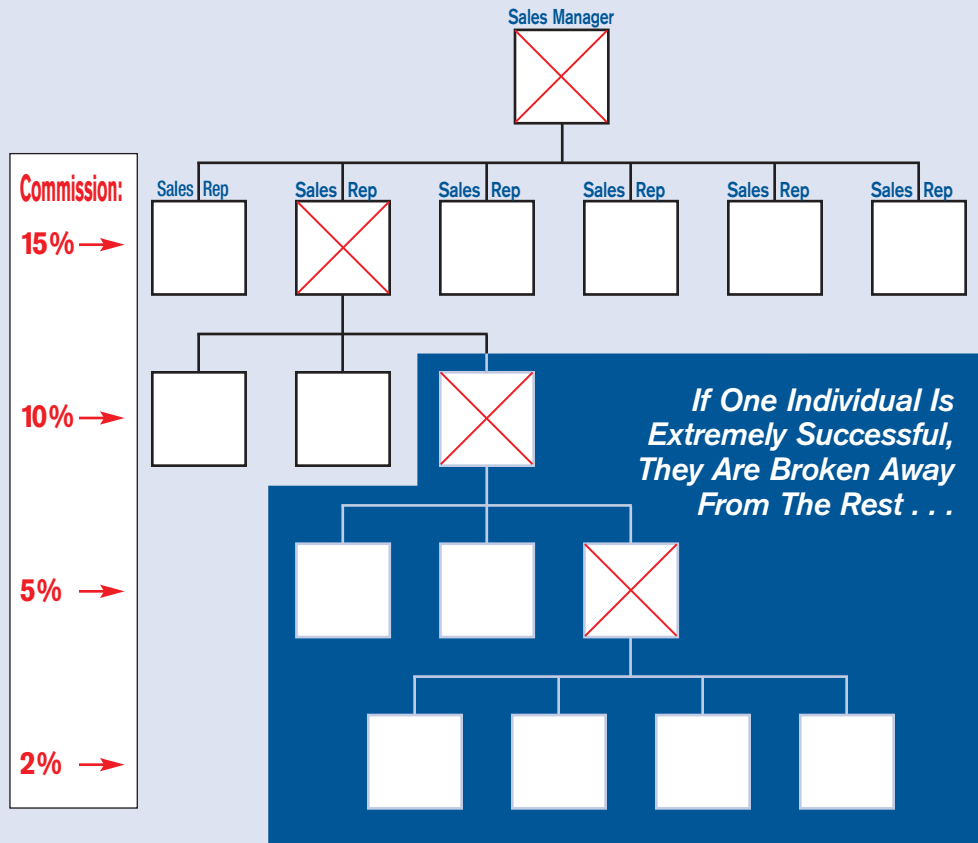 Sales Manager
Commission:
Sales Rep
Sales Rep
Sales Rep
Sales Rep
Sales Rep
Sales Rep
15%
10%
If One Individual Is
Extremely Successful,
They Are Broken Away
From The Rest . . .
5%
2%